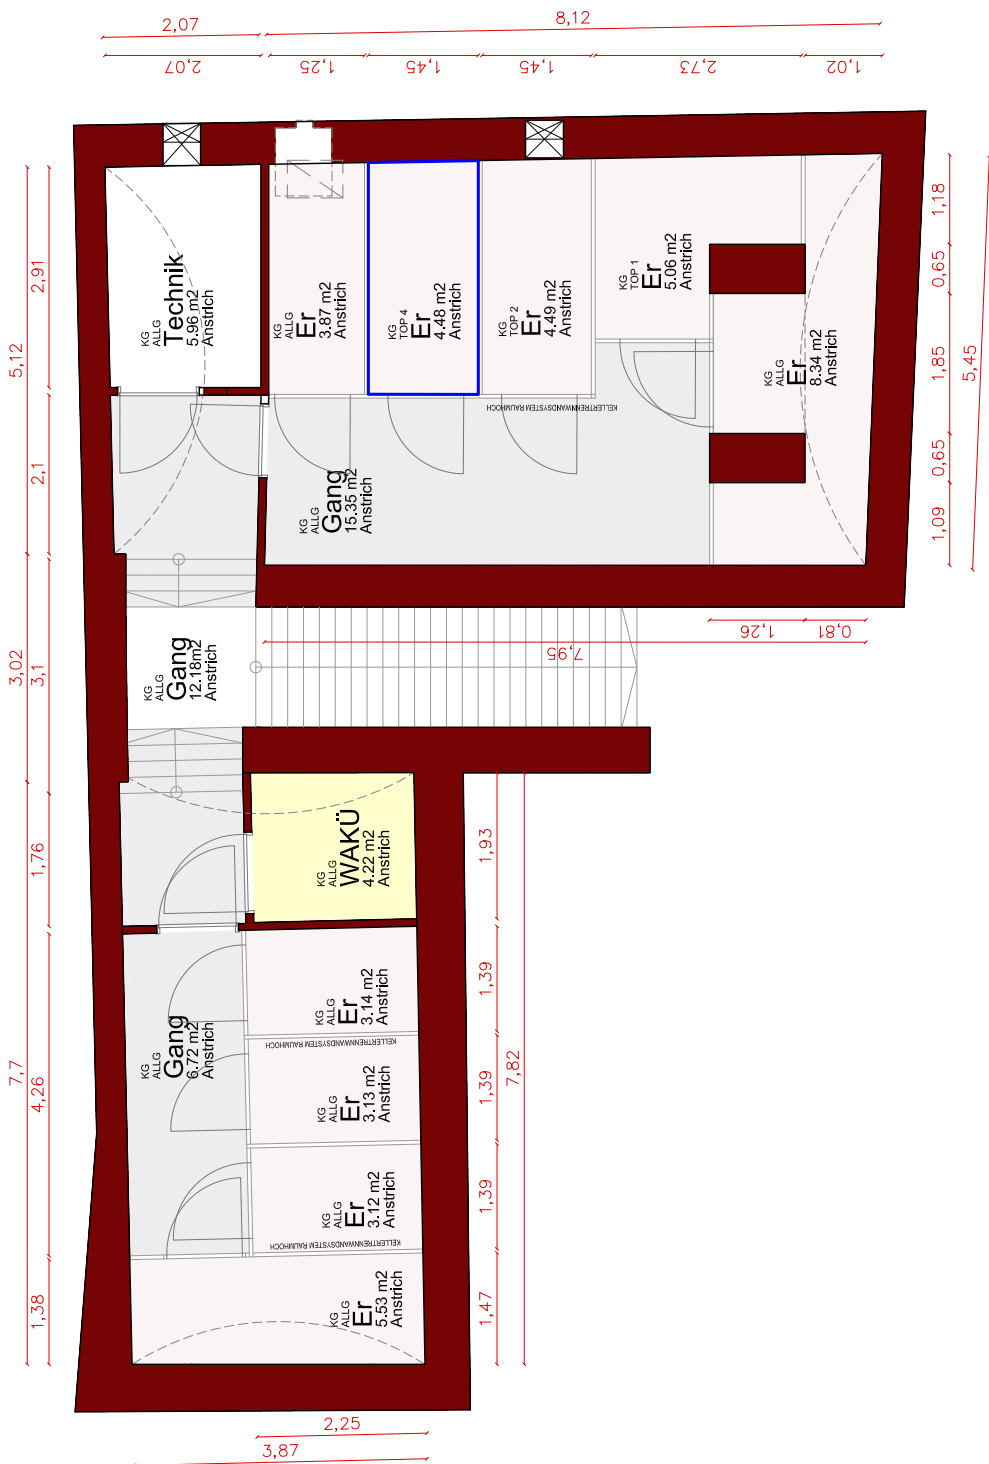 2,07
8,12
2,07
1,25
1,45
1,45
2,73
1,02
5,12
2,91
2,1
3,02
3,1
1,76
7,7
4,26
1,38
1,18
0,65
1,85
0,65
1,09
5,45
KG
ALLG
Technik
5.96 m2
Anstrich
KG
ALLG
Er
3.87 m2
Anstrich
KG
TOP 4
Er
4.48 m2
Anstrich
KG
TOP 2
Er
4.49 m2
Anstrich
KG
TOP 1
Er
5.06 m2
Anstrich
KG
ALLG
Er
8.34 m2
Anstrich
KELLERTRENNWANDSYSTEM RAUMHOCH
KG
ALLG
Gang
15.35 m2
Anstrich
1,26
0,81
7,95
KG
ALLG
Gang
12.18m2
Anstrich
KG
ALLG
WAKÜ
4.22 m2
Anstrich
1,93
1,39
1,39
1,39
1,47
7,82
KG
ALLG
Gang
6.72 m2
Anstrich
KG
ALLG
Er
3.14 m2
Anstrich
KELLERTRENNWANDSYSTEM RAUMHOCH
KG
ALLG
Er
3.13 m2
Anstrich
KG
ALLG
Er
3.12 m2
Anstrich
KELLERTRENNWANDSYSTEM RAUMHOCH
KG
ALLG
Er
5.53 m2
Anstrich
2,25
3,87